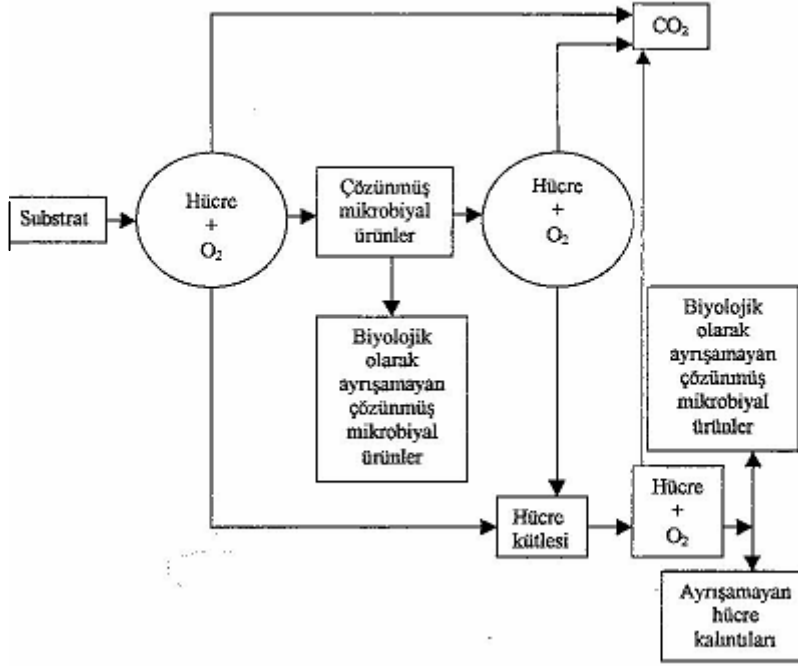 CO₂
Substrat
Hücre
+
O₂
Çözünmüş
mikrobiyal
ürünler
Hücre
+
O₂
Biyolojik
olarak
ayrışamayan
çözünmüş
mikrobiyal
ürünler
Biyolojik
olarak
ayrışamayan
çözünmüş
mikrobiyal
ürünler
Hücre
kütlesi
Hücre
+
O₂
Ayrışamayan
hücre
kalıntıları